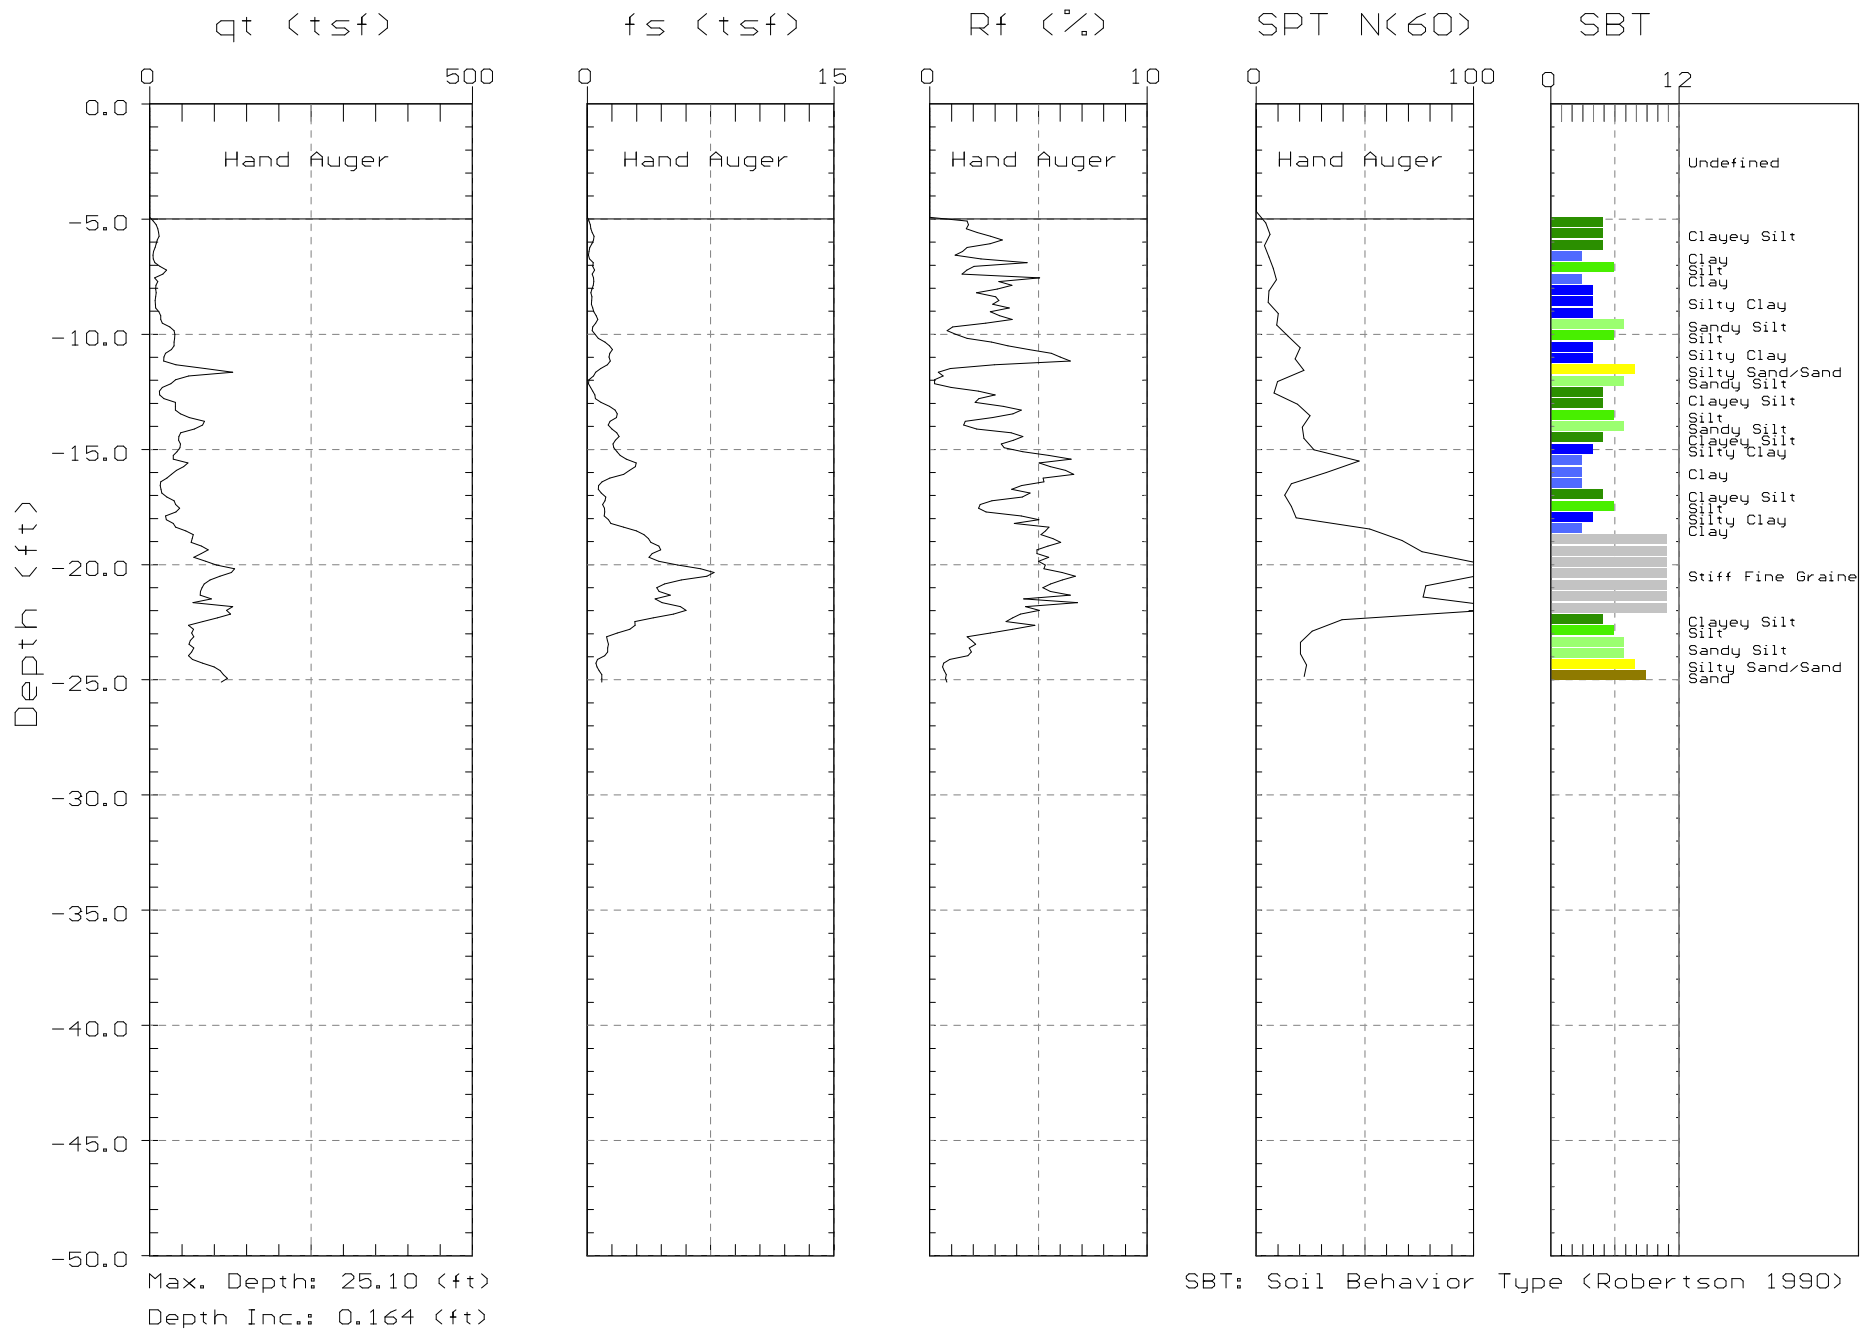 qt (tsf) fs (tsf) Rf (%) SPT N(60) SBT
0 500 0 15 0 10 0 100 0 12
0.0
Hand Auger Hand Auger Hand Auger Hand Auger Undefined
-5.0
Clayey Silt
Clay
Silt
Clay
Silty Clay
Sandy Silt
-10.0
Silt
Silty Clay
Silty Sand/Sand
Sandy Silt
Clayey Silt
Silt
Sandy Silt
Clayey Silt
-15.0
Silty Clay
Clay
Clayey Silt
Silt
Silty Clay
Clay
-20.0
Stiff Fine Graine
Clayey Silt
Silt
Sandy Silt
Silty Sand/Sand
-25.0
Sand
Depth (ft)
-30.0
-35.0
-40.0
-45.0
-50.0
Max. Depth: 25.10 (ft) SBT: Soil Behavior Type (Robertson 1990)
Depth Inc.: 0.164 (ft)